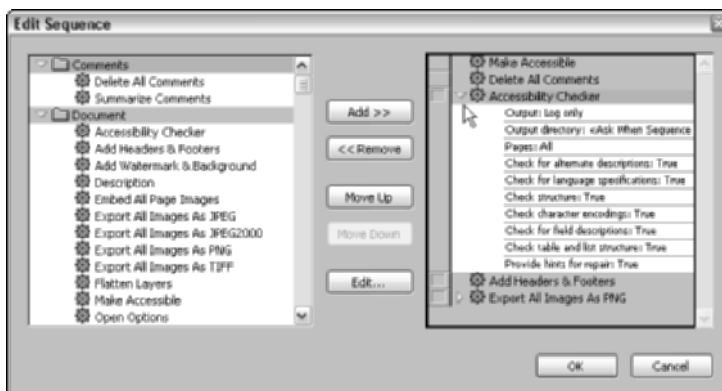 Edit Sequence
Comments
Delete All Comments
Summarize Comments
Document
Accessibility Checker
Add Headers & Footers
Add Watermark & Background
Description
Embed All Page Images
Export All Images As JPEG
Export All Images As JPEG2000
Export All Images As PNG
Export All Images As TIFF
Flatten Layers
Make Accessible
Open Options
Add >>
<< Remove
Move Up
Move Down
Edit...
Make Accessible
Delete All Comments
Accessibility Checker
Output: Log only
Output directory: <Ask When Sequence
Pages: All
Check for alternate descriptions: True
Check for language specifications: True
Check structure: True
Check character encodings: True
Check for field descriptions: True
Check table and list structure: True
Provide hints for repair: True
Add Headers & Footers
Export All Images As PNG
OK
Cancel